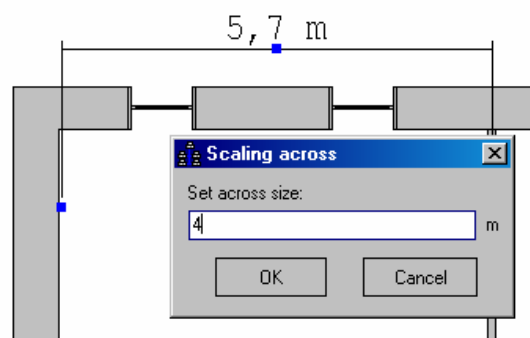 5,7 m
Scaling across
Set across size:
4 m
OK Cancel